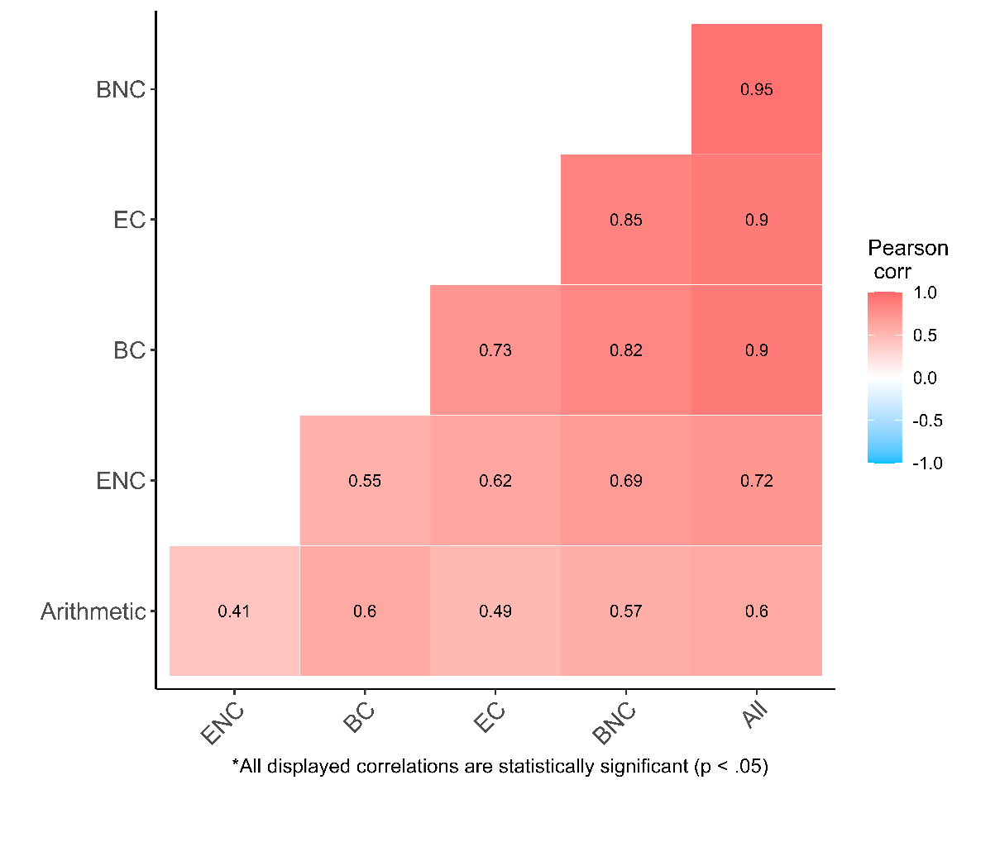 BNC
0.95
EC
0.85
0.9
BC
0.73
0.82
0.9
ENC
0.55
0.62
0.69
0.72
Arithmetic
0.41
0.6
0.49
0.57
0.6
ENC
BC
EC
BNC
All
*All displayed correlations are statistically significant (p < .05)
Pearson
corr
1.0
0.5
0.0
-0.5
-1.0